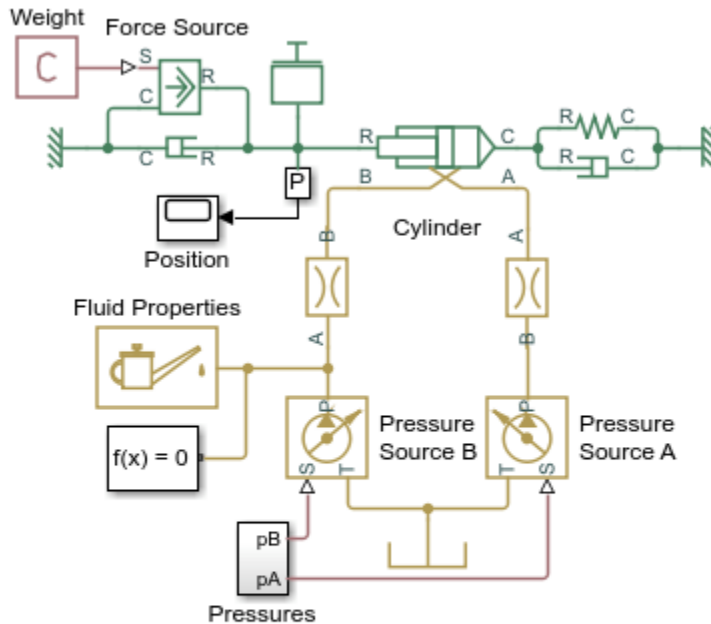 Weight
Force Source
C
S
R
C
C
R
P
Position
R
C
B
A
Cylinder
R
C
R
C
B
A
Fluid Properties
A
B
f(x) = 0
P
S
T
Pressure
Source B
P
T
S
Pressure
Source A
pB
pA
Pressures